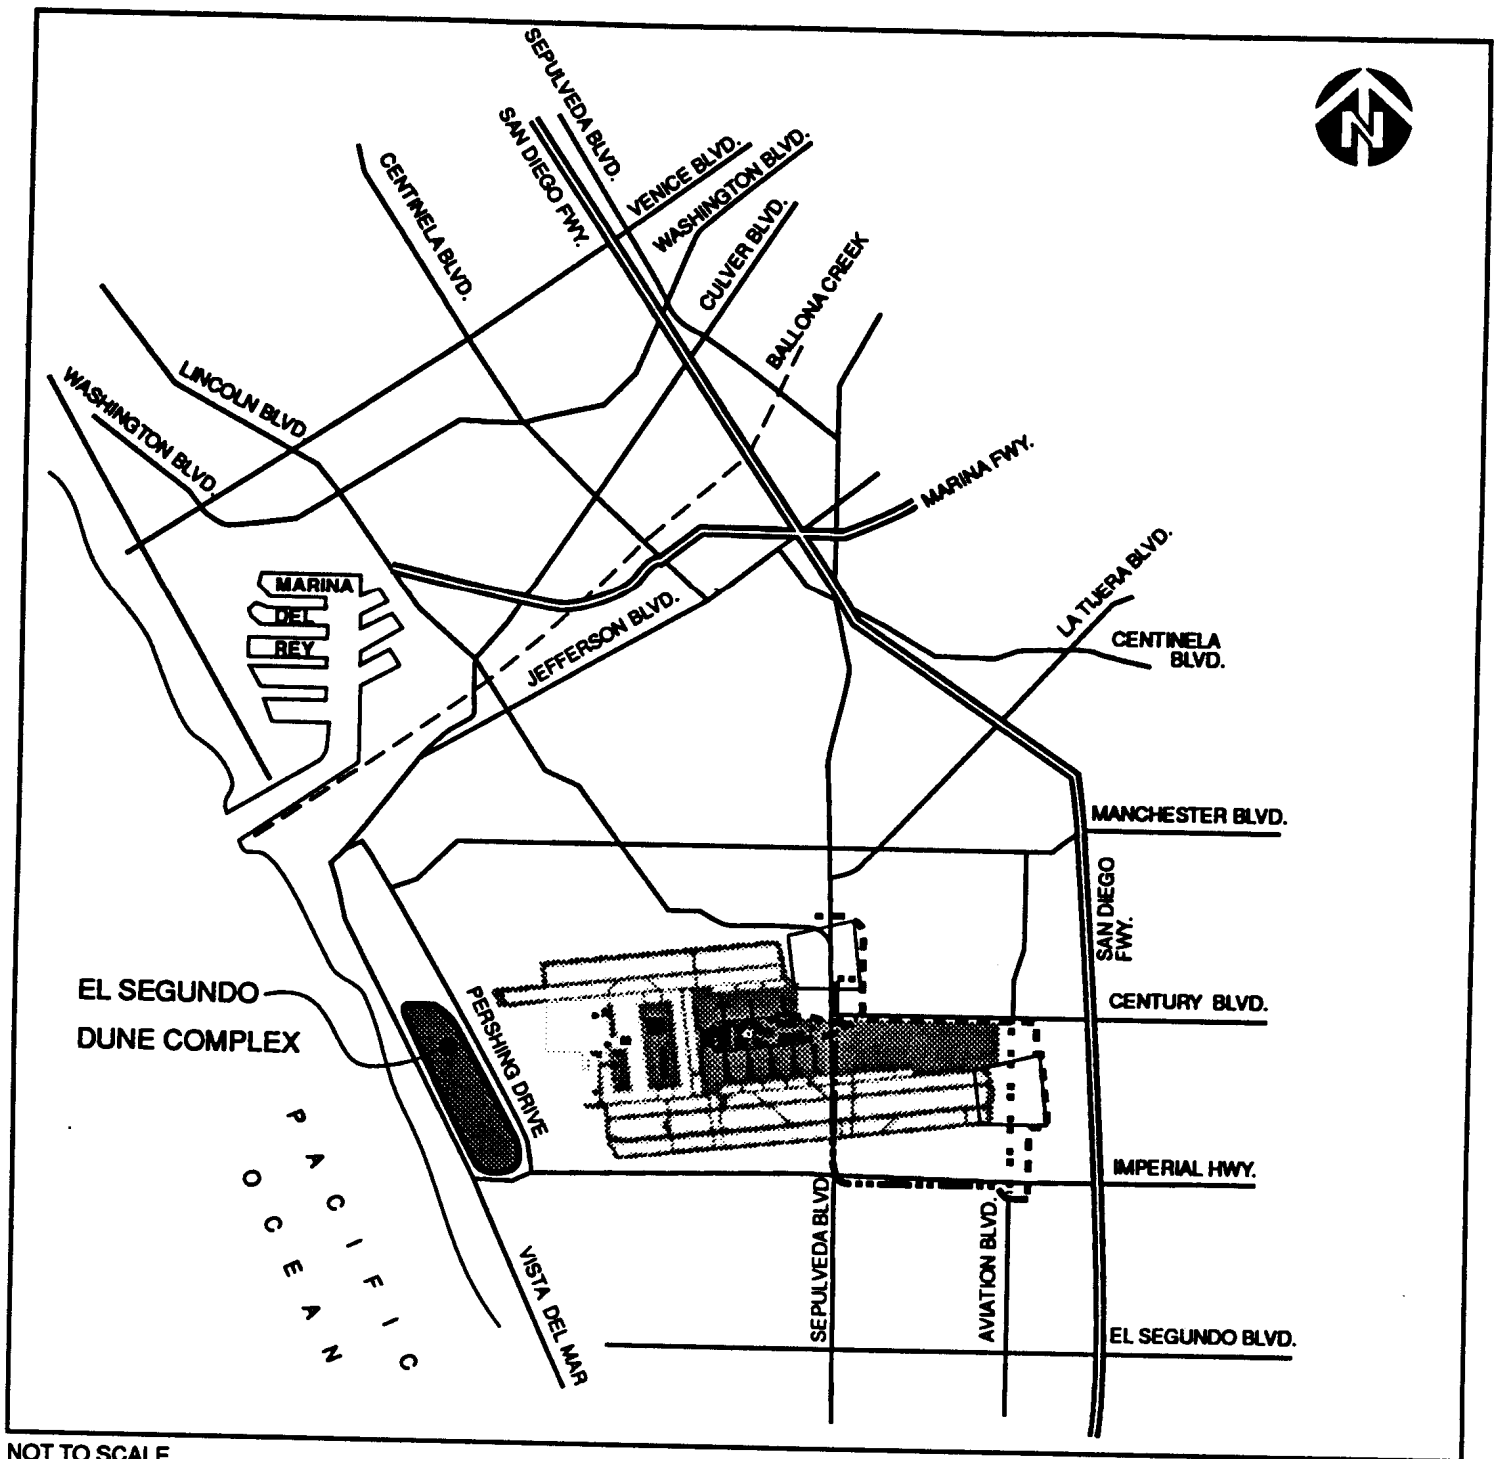 SEPULVEDA BLVD.
SAN DIEGO FWY.
VENICE BLVD.
WASHINGTON BLVD.
CULVER BLVD.
BALLONA CREEK
CENTINELA BLVD.
N
LINCOLN BLVD.
WASHINGTON BLVD.
MARINA FWY.
MARINA
DEL
REY
JEFFERSON BLVD.
LA TIJERA BLVD.
CENTINELA
BLVD.
MANCHESTER BLVD.
SAN DIEGO
FWY.
EL SEGUNDO
DUNE COMPLEX
PERSHING DRIVE
CENTURY BLVD.
IMPERIAL HWY.
PACIFIC
OCEAN
VISTA DEL MAR
SEPULVEDA BLVD.
AVIATION BLVD.
EL SEGUNDO BLVD.
NOT TO SCALE